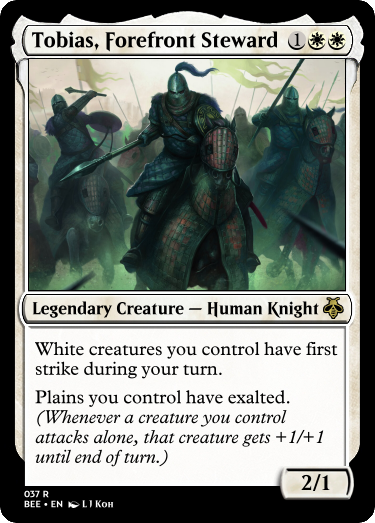 Tobias, Forefront Steward 1
Legendary Creature — Human Knight
White creatures you control have first
strike during your turn.
Plains you control have exalted.
(Whenever a creature you control
attacks alone, that creature gets +1/+1
until end of turn.)
2/1
037 R
BEE • EN LJ Koh